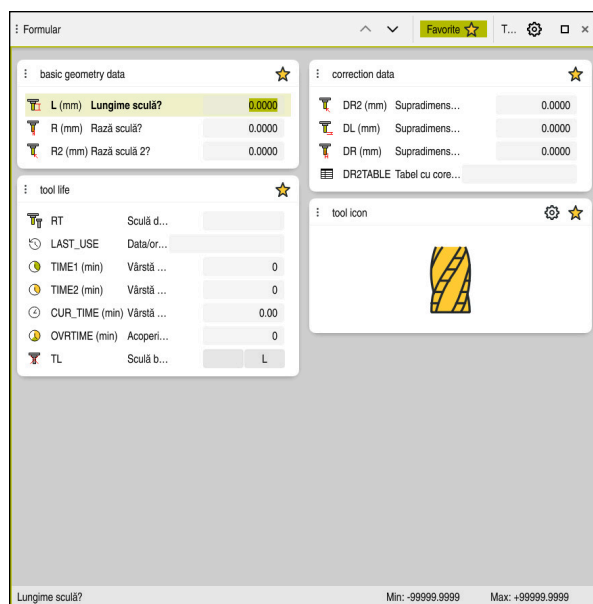 Formular
Favorite
T...
basic geometry data
L (mm) Lungime sculă? 0.0000
R (mm) Rază sculă? 0.0000
R2 (mm) Rază sculă 2? 0.0000
tool life
RT Sculă d...
LAST_USE Data/or...
TIME1 (min) Vârstă ... 0
TIME2 (min) Vârstă ... 0
CUR_TIME (min) Vârstă ... 0.00
OVRTIME (min) Acoperi... 0
TL Sculă b... L
correction data
DR2 (mm) Supradimens... 0.0000
DL (mm) Supradimens... 0.0000
DR (mm) Supradimens... 0.0000
DR2TABLE Tabel cu core...
tool icon
Lungime sculă? Min: -99999.9999 Max: +99999.9999